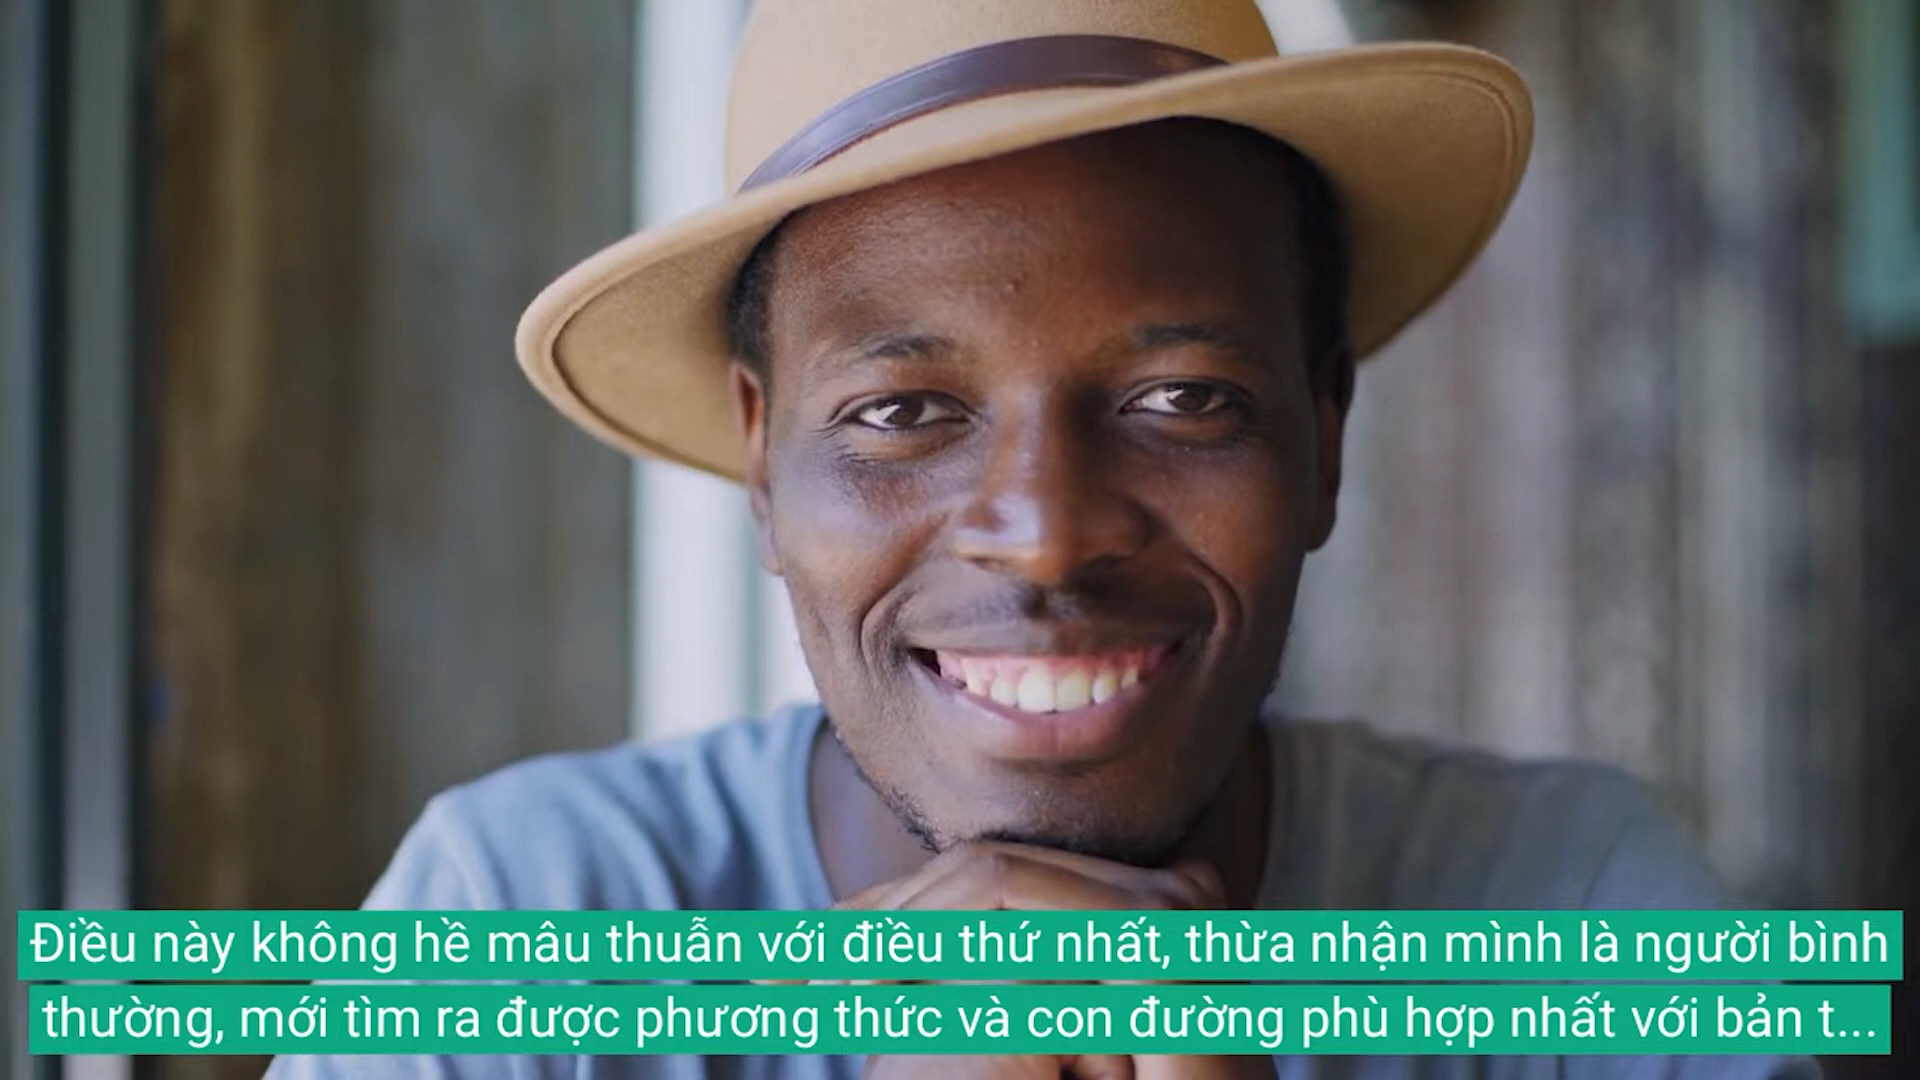 Điều này không hề mâu thuẫn với điều thứ nhất, thừa nhận mình là người bình
thường, mới tìm ra được phương thức và con đường phù hợp nhất với bản t...